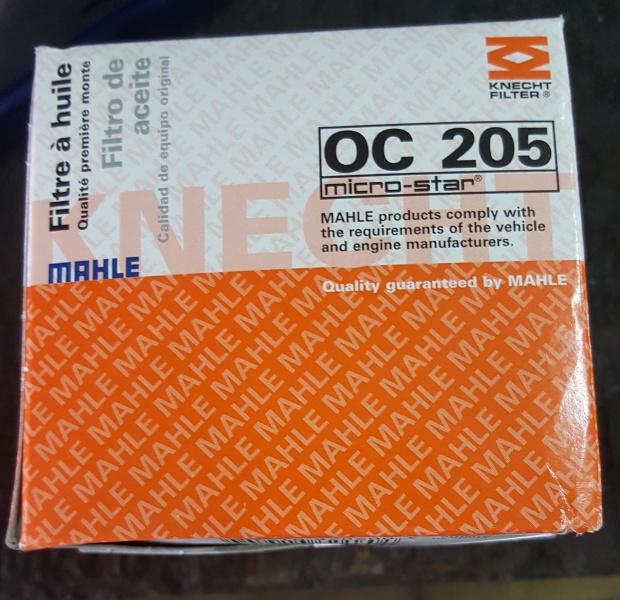 Filtre à huile
Qualité première monte
Filtro de
aceite
Calidad de equipo original
MAHLE
KNECHT
FILTER®
OC 205
micro-star®
MAHLE products comply with
the requirements of the vehicle
and engine manufacturers.
KNECHT
Quality guaranteed by MAHLE